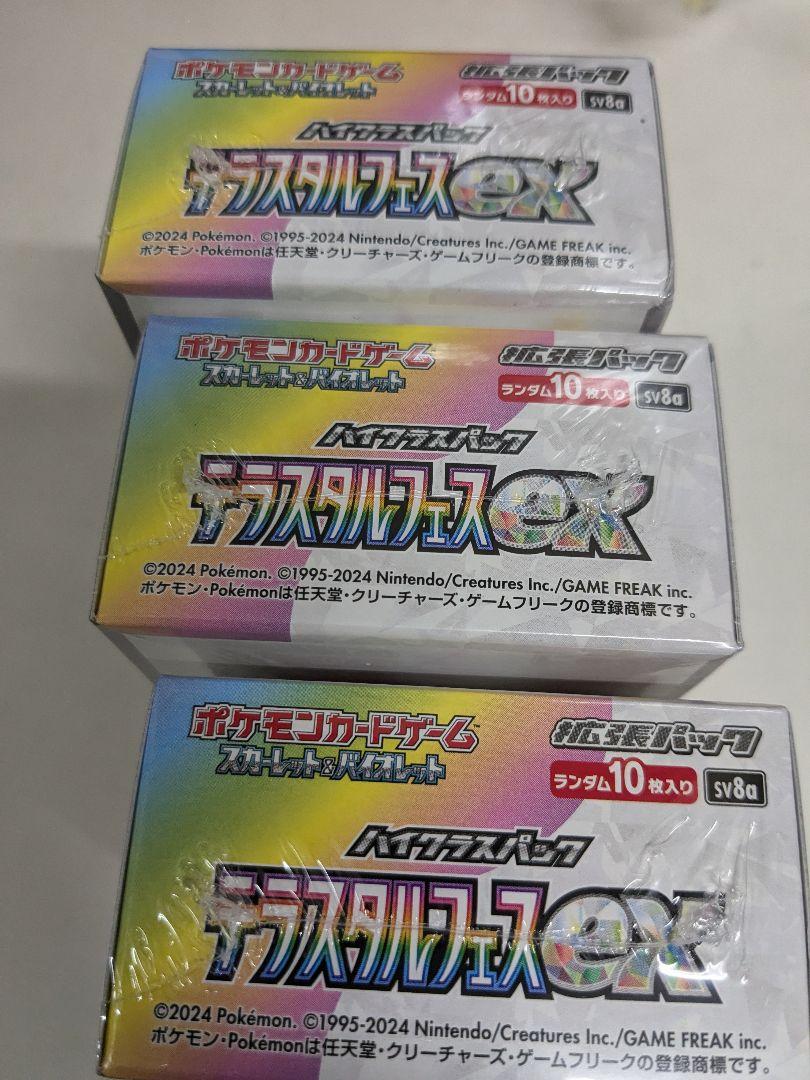 ポケモンカードゲーム
スカーレット&バイオレット
拡張パック
ランダム10枚入り sv8a
ハイクラスパック
テラスタルフェスex
©2024 Pokémon. ©1995-2024 Nintendo/Creatures Inc./GAME FREAK inc.
ポケモン・Pokémonは任天堂・クリーチャーズ・ゲームフリークの登録商標です。
ポケモンカードゲーム
スカーレット&バイオレット
拡張パック
ランダム10枚入り sv8a
ハイクラスパック
テラスタルフェスex
©2024 Pokémon. ©1995-2024 Nintendo/Creatures Inc./GAME FREAK inc.
ポケモン・Pokémonは任天堂・クリーチャーズ・ゲームフリークの登録商標です。
ポケモンカードゲーム™
スカーレット&バイオレット
拡張パック
ランダム10枚入り sv8a
ハイクラスパック
テラスタルフェスex
©2024 Pokémon. ©1995-2024 Nintendo/Creatures Inc./GAME FREAK inc.
ポケモン・Pokémonは任天堂・クリーチャーズ・ゲームフリークの登録商標です。